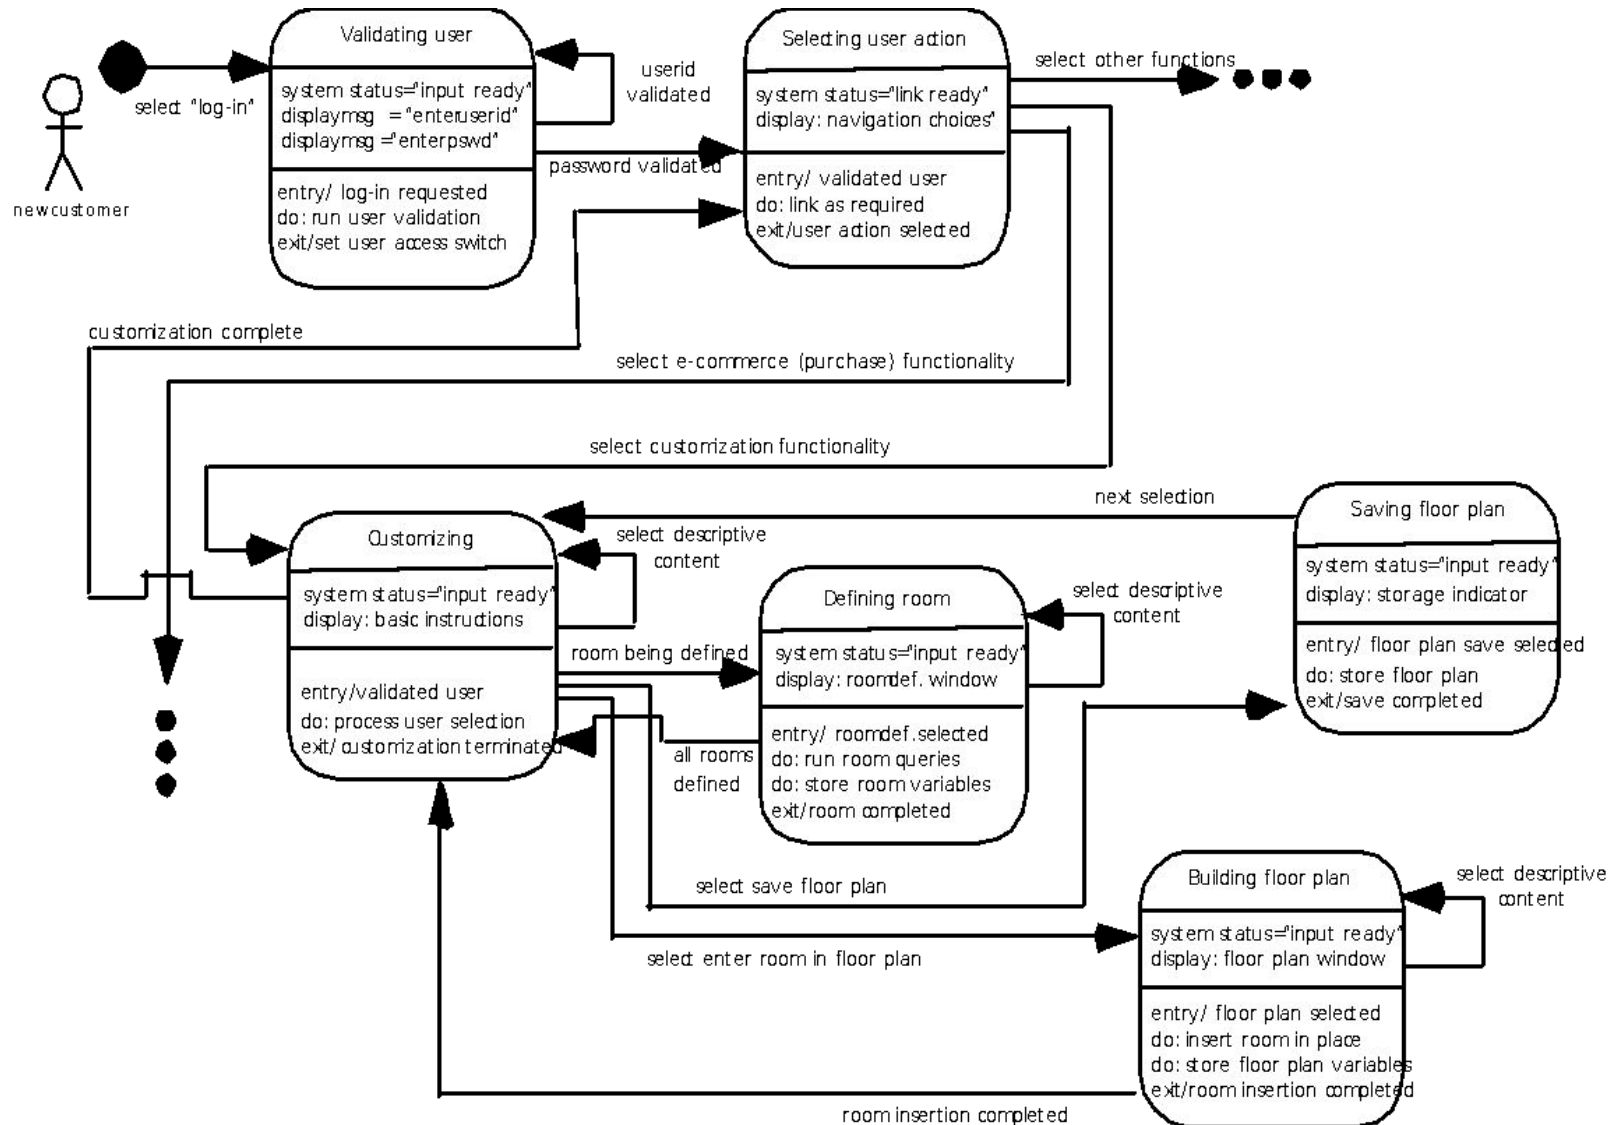 Validating user
system status="input ready"
displaymsg = "enteruserid"
displaymsg ="enterpswd"
entry/ log-in requested
do: run user validation
exit/set user access switch
select "log-in"
newcustomer
userid
validated
password validated
Selecting user action
system status="link ready"
display: navigation choices"
entry/ validated user
do: link as required
exit/user action selected
select other functions
customization complete
select e-commerce (purchase) functionality
select customization functionality
next selection
Customizing
system status="input ready"
display: basic instructions
entry/validated user
do: process user selection
exit/ customization terminated
select descriptive
content
room being defined
all rooms
defined
Defining room
system status="input ready"
display: roomdef. window
entry/ roomdef.selected
do: run room queries
do: store room variables
exit/room completed
select descriptive
content
Saving floor plan
system status="input ready"
display: storage indicator
entry/ floor plan save selected
do: store floor plan
exit/save completed
select save floor plan
select enter room in floor plan
Building floor plan
system status="input ready"
display: floor plan window
entry/ floor plan selected
do: insert room in place
do: store floor plan variables
exit/room insertion completed
select descriptive
content
room insertion completed